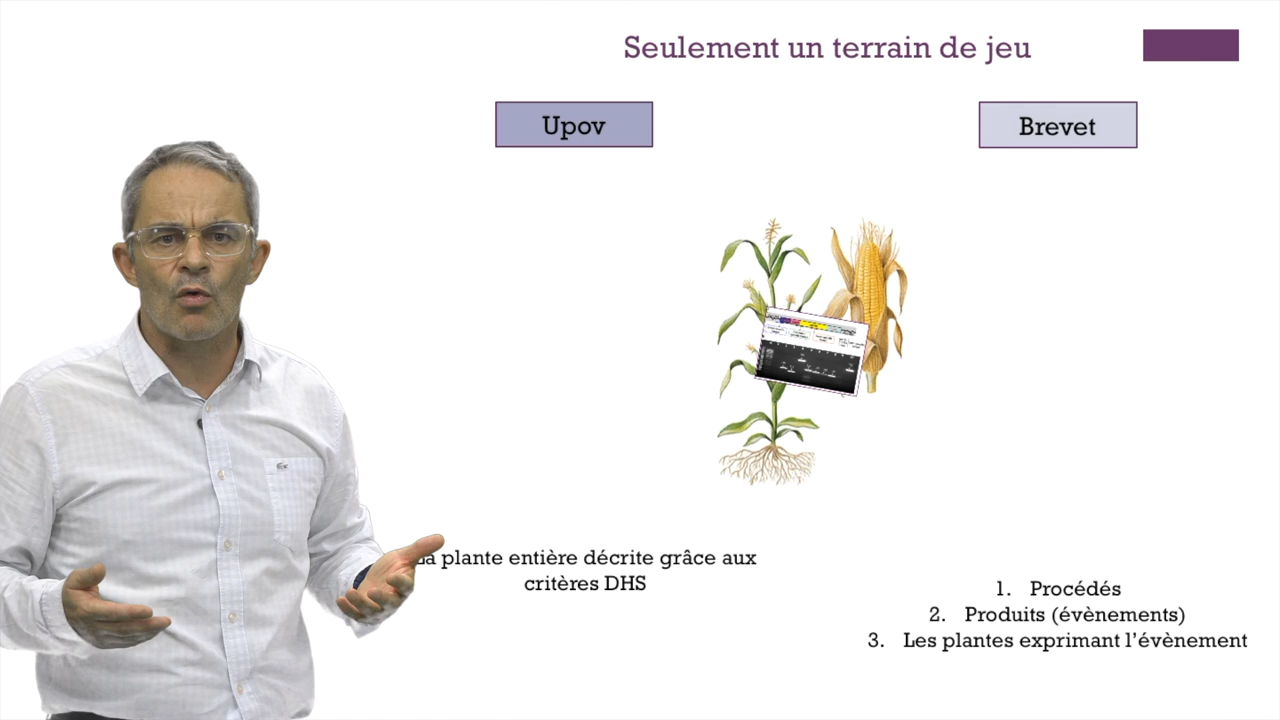 Seulement un terrain de jeu
Upov
Brevet
plante entière décrite grâce aux
critères DHS
1. Procédés
2. Produits (évènements)
3. Les plantes exprimant l'évènement